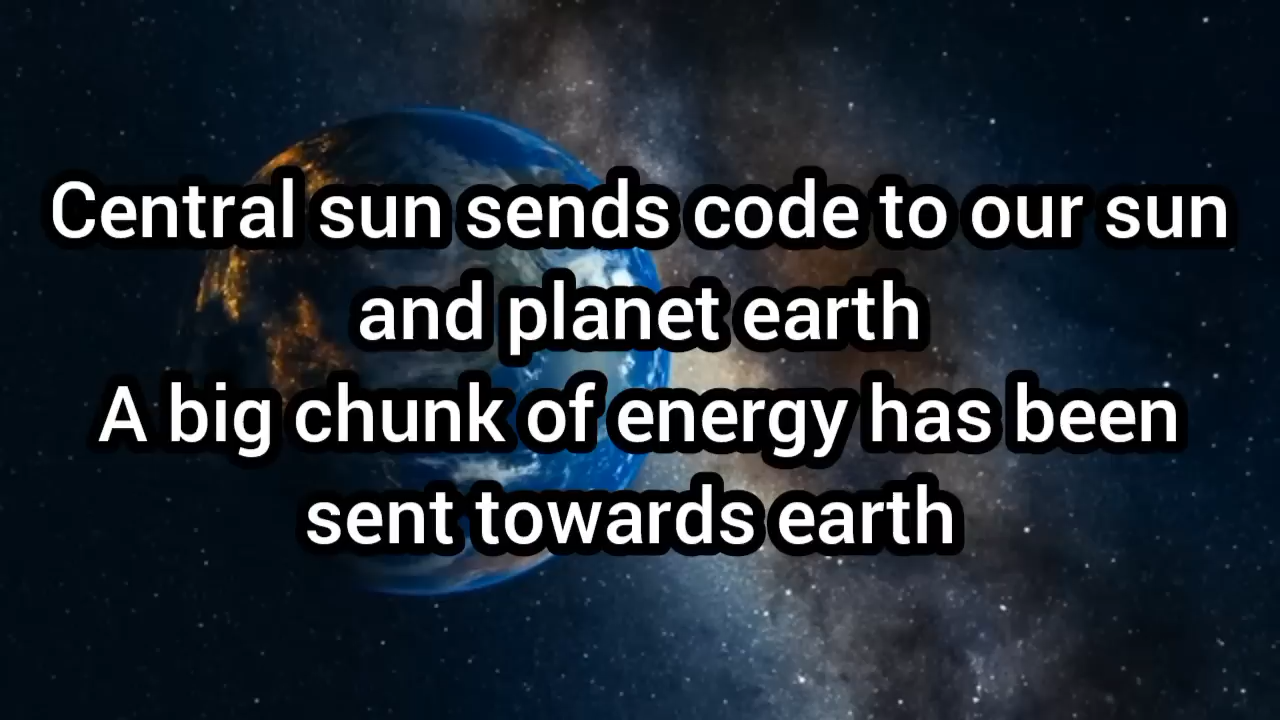 Central sun sends code to our sun
and planet earth
A big chunk of energy has been
sent towards earth